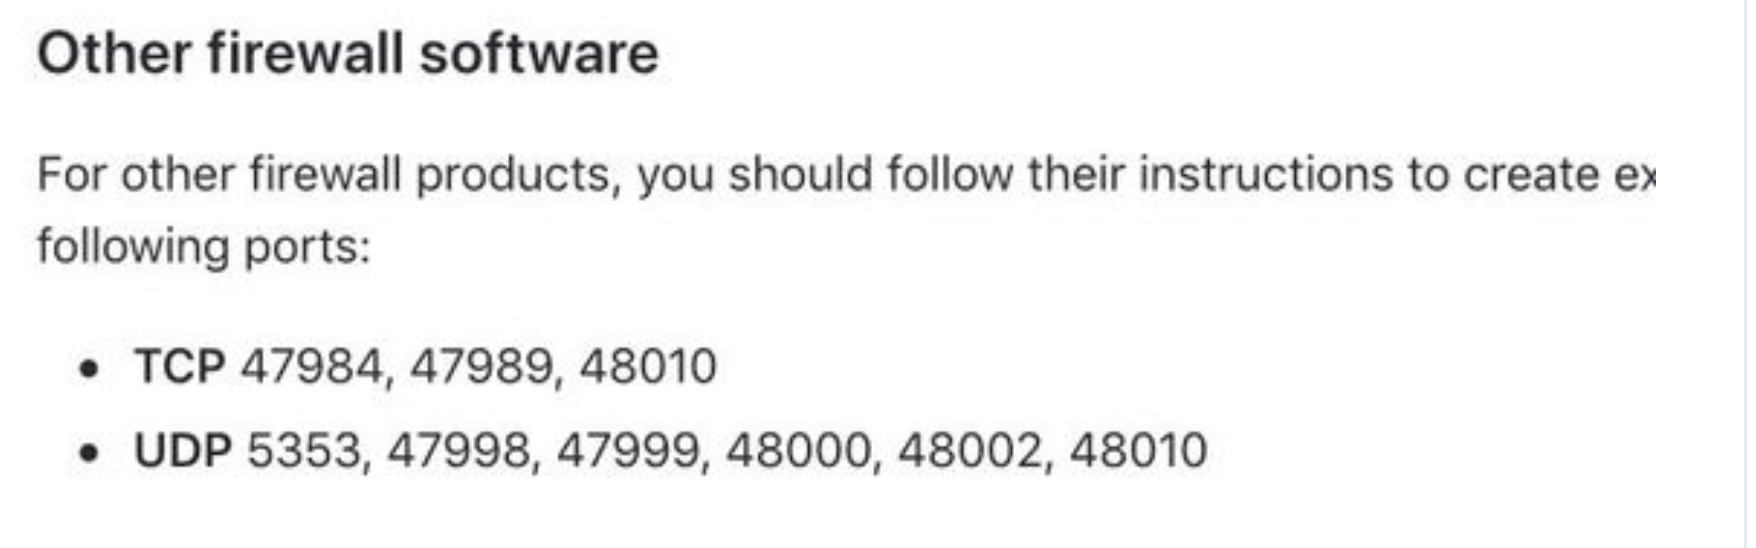 Other firewall software
For other firewall products, you should follow their instructions to create ex
following ports:
• TCP 47984, 47989, 48010
• UDP 5353, 47998, 47999, 48000, 48002, 48010